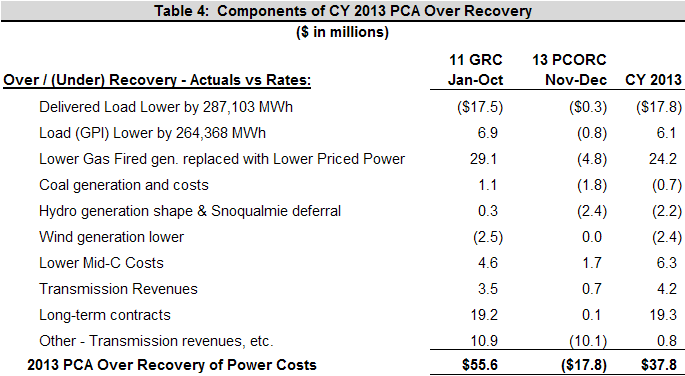 Table 4: Components of CY 2013 PCA Over Recovery
($ in millions)
11 GRC 13 PCORC
Over / (Under) Recovery - Actuals vs Rates: Jan-Oct Nov-Dec CY 2013
Delivered Load Lower by 287,103 MWh ($17.5) ($0.3) ($17.8)
Load (GPI) Lower by 264,368 MWh 6.9 (0.8) 6.1
Lower Gas Fired gen. replaced with Lower Priced Power 29.1 (4.8) 24.2
Coal generation and costs 1.1 (1.8) (0.7)
Hydro generation shape & Snoqualmie deferral 0.3 (2.4) (2.2)
Wind generation lower (2.5) 0.0 (2.4)
Lower Mid-C Costs 4.6 1.7 6.3
Transmission Revenues 3.5 0.7 4.2
Long-term contracts 19.2 0.1 19.3
Other - Transmission revenues, etc. 10.9 (10.1) 0.8
2013 PCA Over Recovery of Power Costs $55.6 ($17.8) $37.8